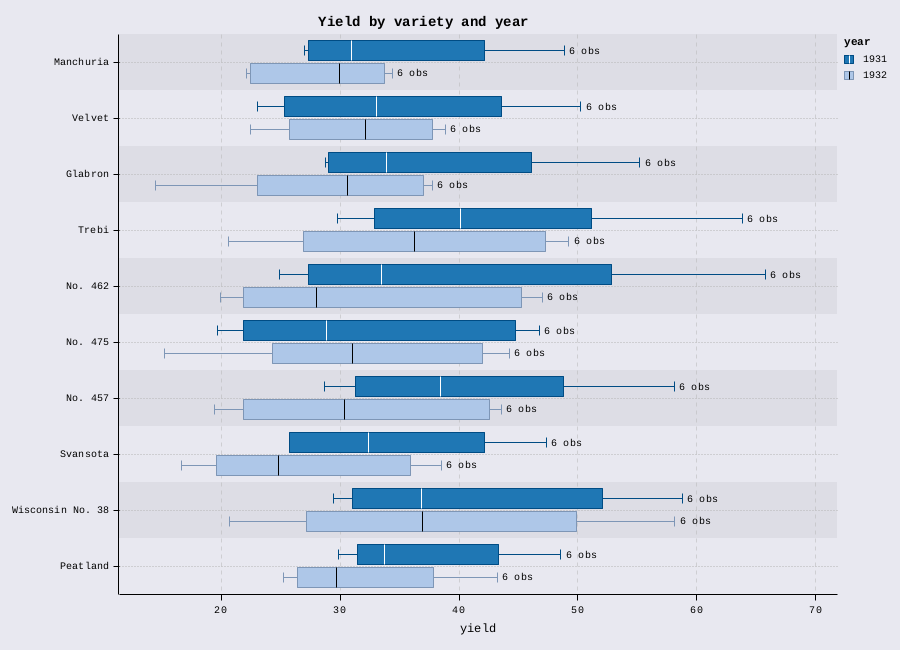 Yield by variety and year
year
1931
1932
Manchuria
6 obs
6 obs
Velvet
6 obs
6 obs
Glabron
6 obs
6 obs
Trebi
6 obs
6 obs
No. 462
6 obs
6 obs
No. 475
6 obs
6 obs
No. 457
6 obs
6 obs
Svansota
6 obs
6 obs
Wisconsin No. 38
6 obs
6 obs
Peatland
6 obs
6 obs
20 30 40 50 60 70
yield